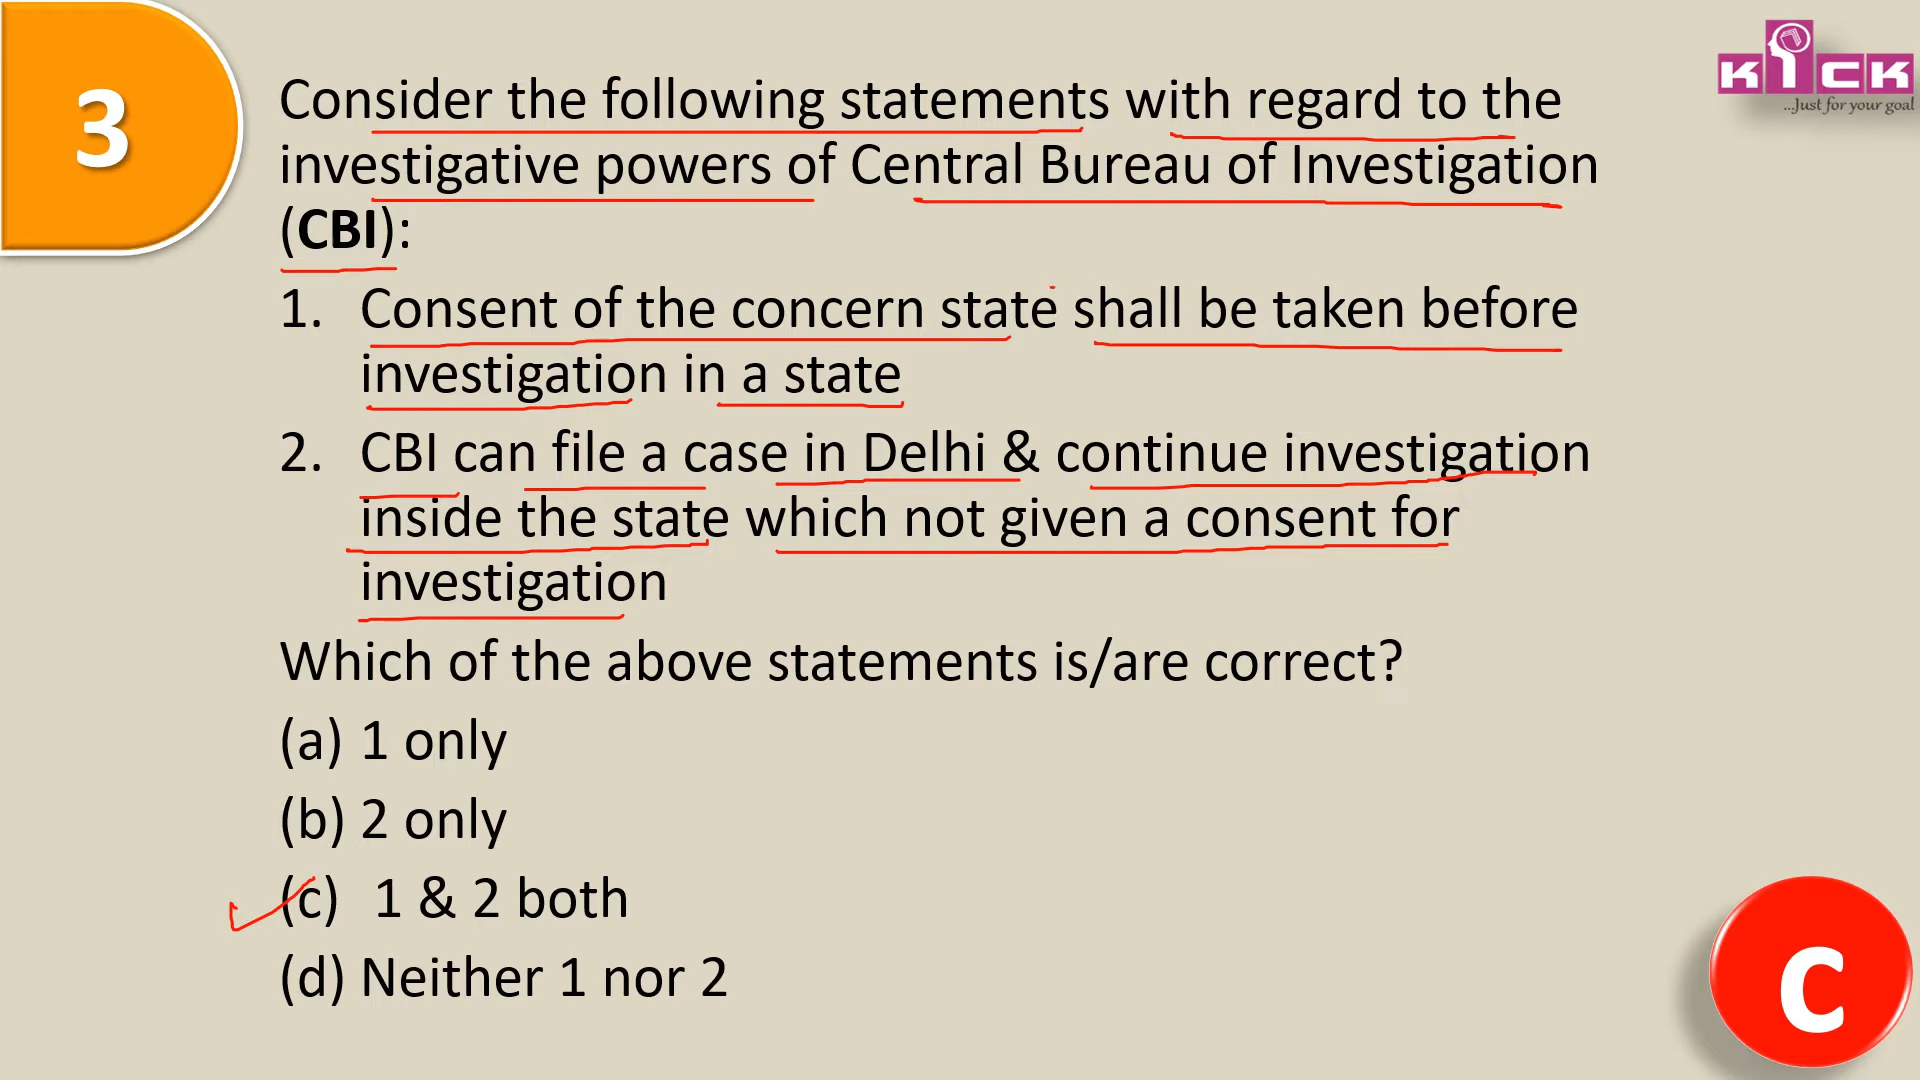 3
KICK
...Just for your goal
Consider the following statements with regard to the
investigative powers of Central Bureau of Investigation
(CBI):
1. Consent of the concern state shall be taken before
investigation in a state
2. CBI can file a case in Delhi & continue investigation
inside the state which not given a consent for
investigation
Which of the above statements is/are correct?
(a) 1 only
(b) 2 only
(c) 1 & 2 both
(d) Neither 1 nor 2
C